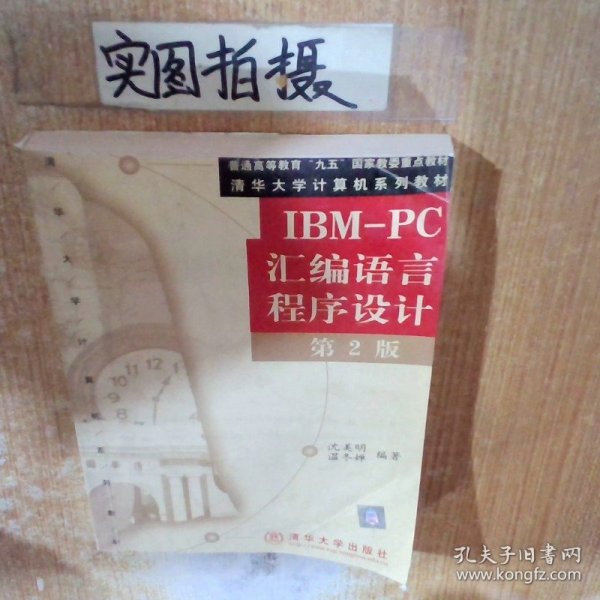 实图拍摄
普通高等教育“九五”国家教委重点教材
清华大学计算机系列教材
IBM-PC
汇编语言
程序设计
第2版
沈美明
温冬婵 编著
清华大学出版社
孔夫子旧书网
www.kongfz.com